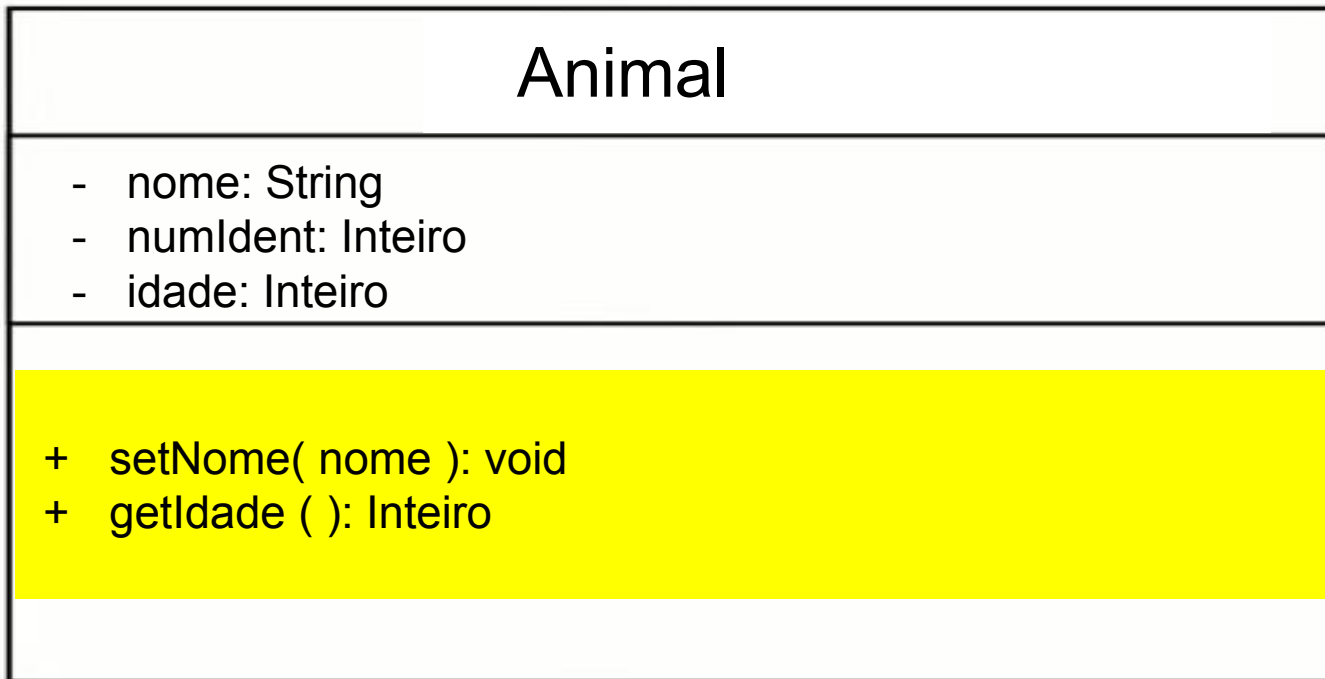 Animal
- nome: String
- numIdent: Inteiro
- idade: Inteiro
+ setNome( nome ): void
+ getIdade ( ): Inteiro